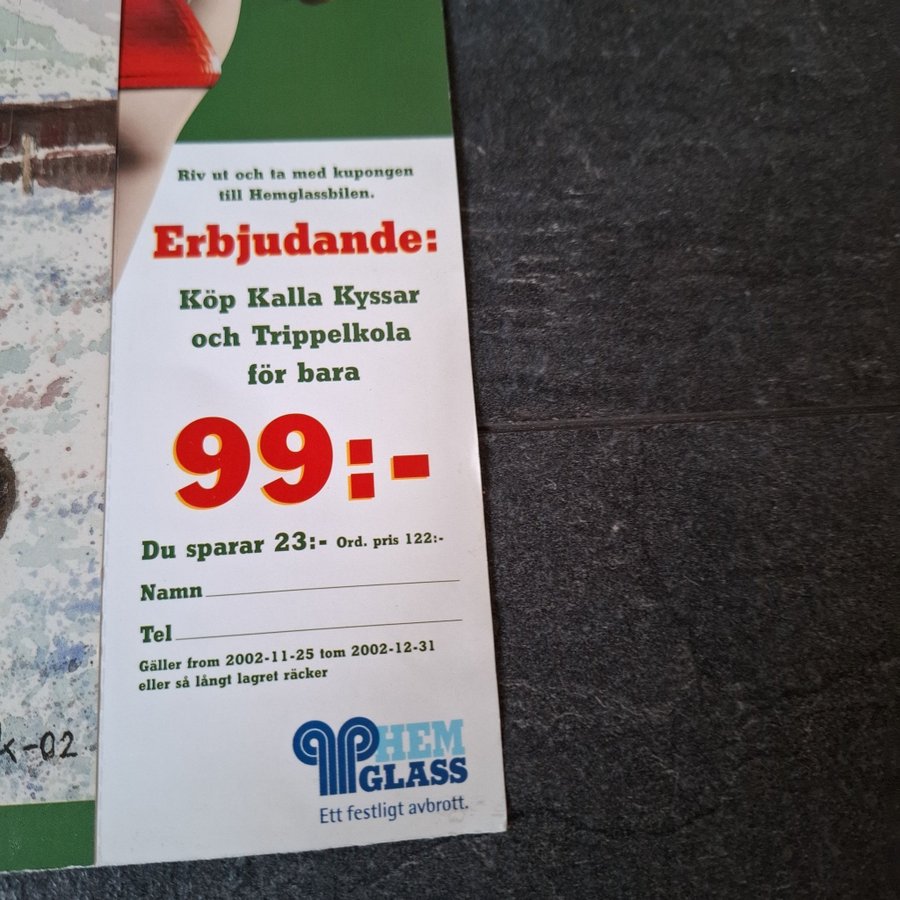 Riv ut och ta med kupongen
till Hemglassbilen.
Erbjudande:
Köp Kalla Kyssar
och Trippelkola
för bara
99:-
Du sparar 23:- Ord. pris 122:-
Namn
Tel
Gäller from 2002-11-25 tom 2002-12-31
eller så långt lagret räcker
-02
HEM
GLASS
Ett festligt avbrott.